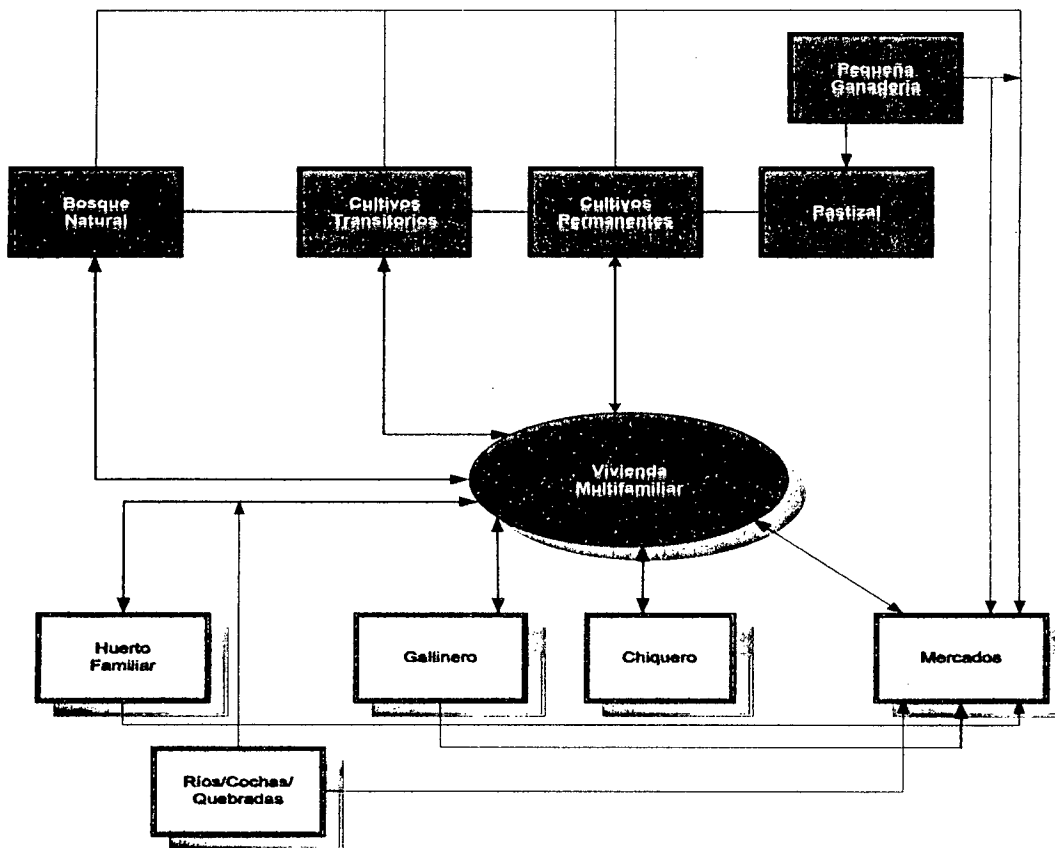 Pequeña
Ganadería
Bosque
Natural
Cultivos
Transitorios
Cultivos
Permanentes
Pastizal
Vivienda
Multifamiliar
Huerto
Familiar
Gallinero
Chiquero
Mercados
Ríos/Cochas/
Quebradas